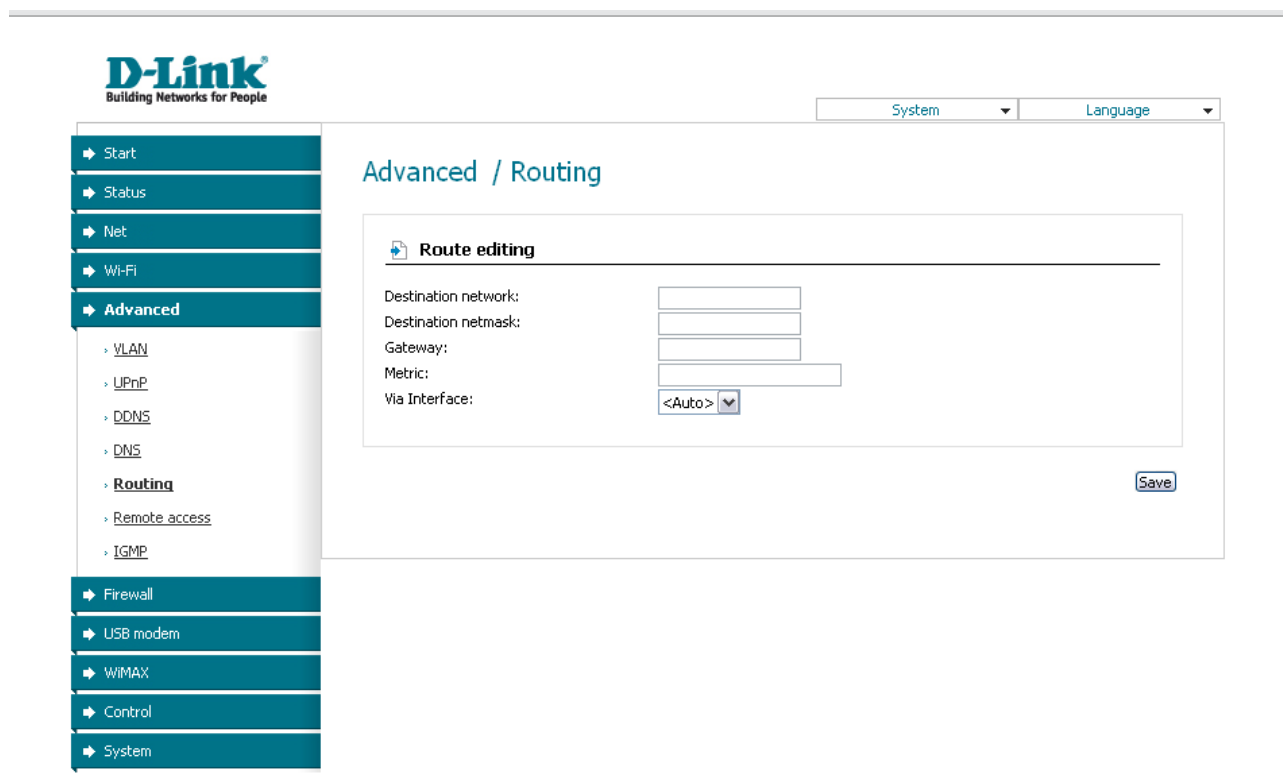 D-Link
Building Networks for People
System Language
Start
Status
Net
Wi-Fi
Advanced
VLAN
UPnP
DDNS
DNS
Routing
Remote access
IGMP
Firewall
USB modem
WiMAX
Control
System
Advanced / Routing
Route editing
Destination network:
Destination netmask:
Gateway:
Metric:
Via Interface: <Auto>
Save